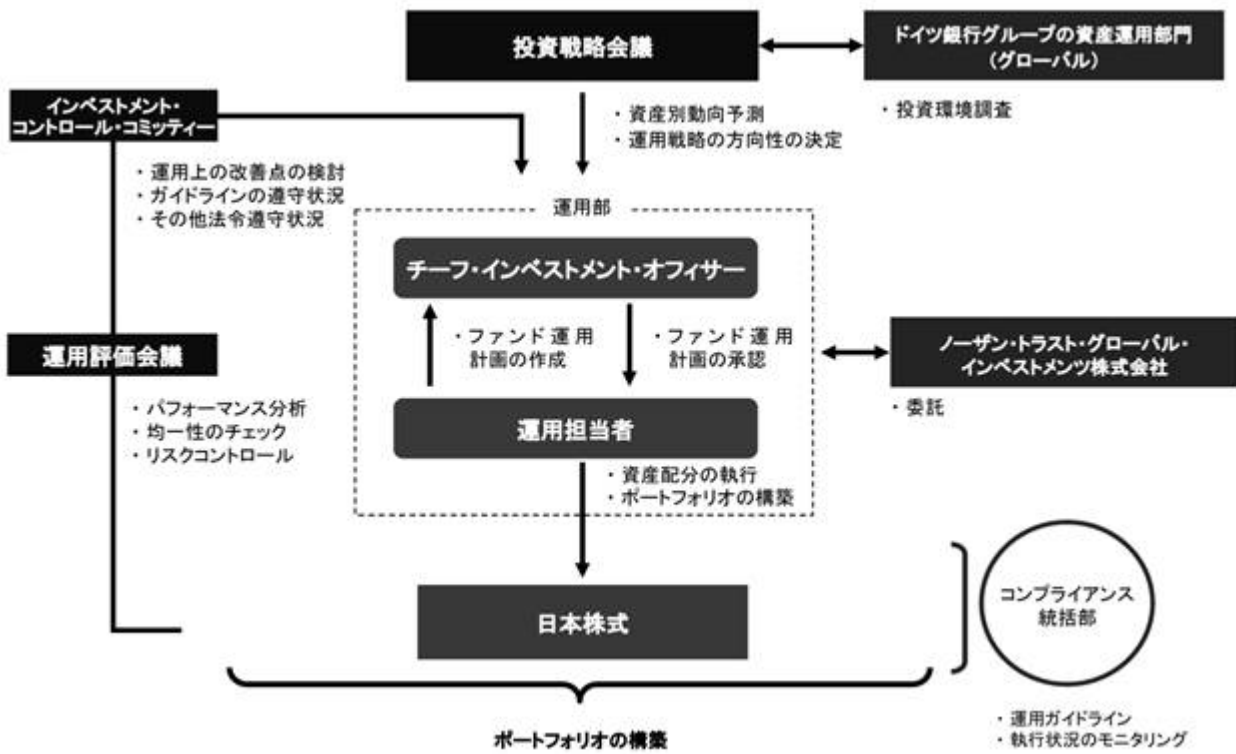 投資戦略会議
ドイツ銀行グループの資産運用部門
(グローバル)
・投資環境調査
・資産別動向予測
・運用戦略の方向性の決定
インベストメント・
コントロール・コミッティー
・運用上の改善点の検討
・ガイドラインの遵守状況
・その他法令遵守状況
運用部
チーフ・インベストメント・オフィサー
・ファンド運用
計画の作成
・ファンド運用
計画の承認
運用評価会議
・パフォーマンス分析
・均一性のチェック
・リスクコントロール
ノーザン・トラスト・グローバル・
インベストメンツ株式会社
・委託
運用担当者
・資産配分の執行
・ポートフォリオの構築
日本株式
コンプライアンス
統括部
・運用ガイドライン
・執行状況のモニタリング
ポートフォリオの構築